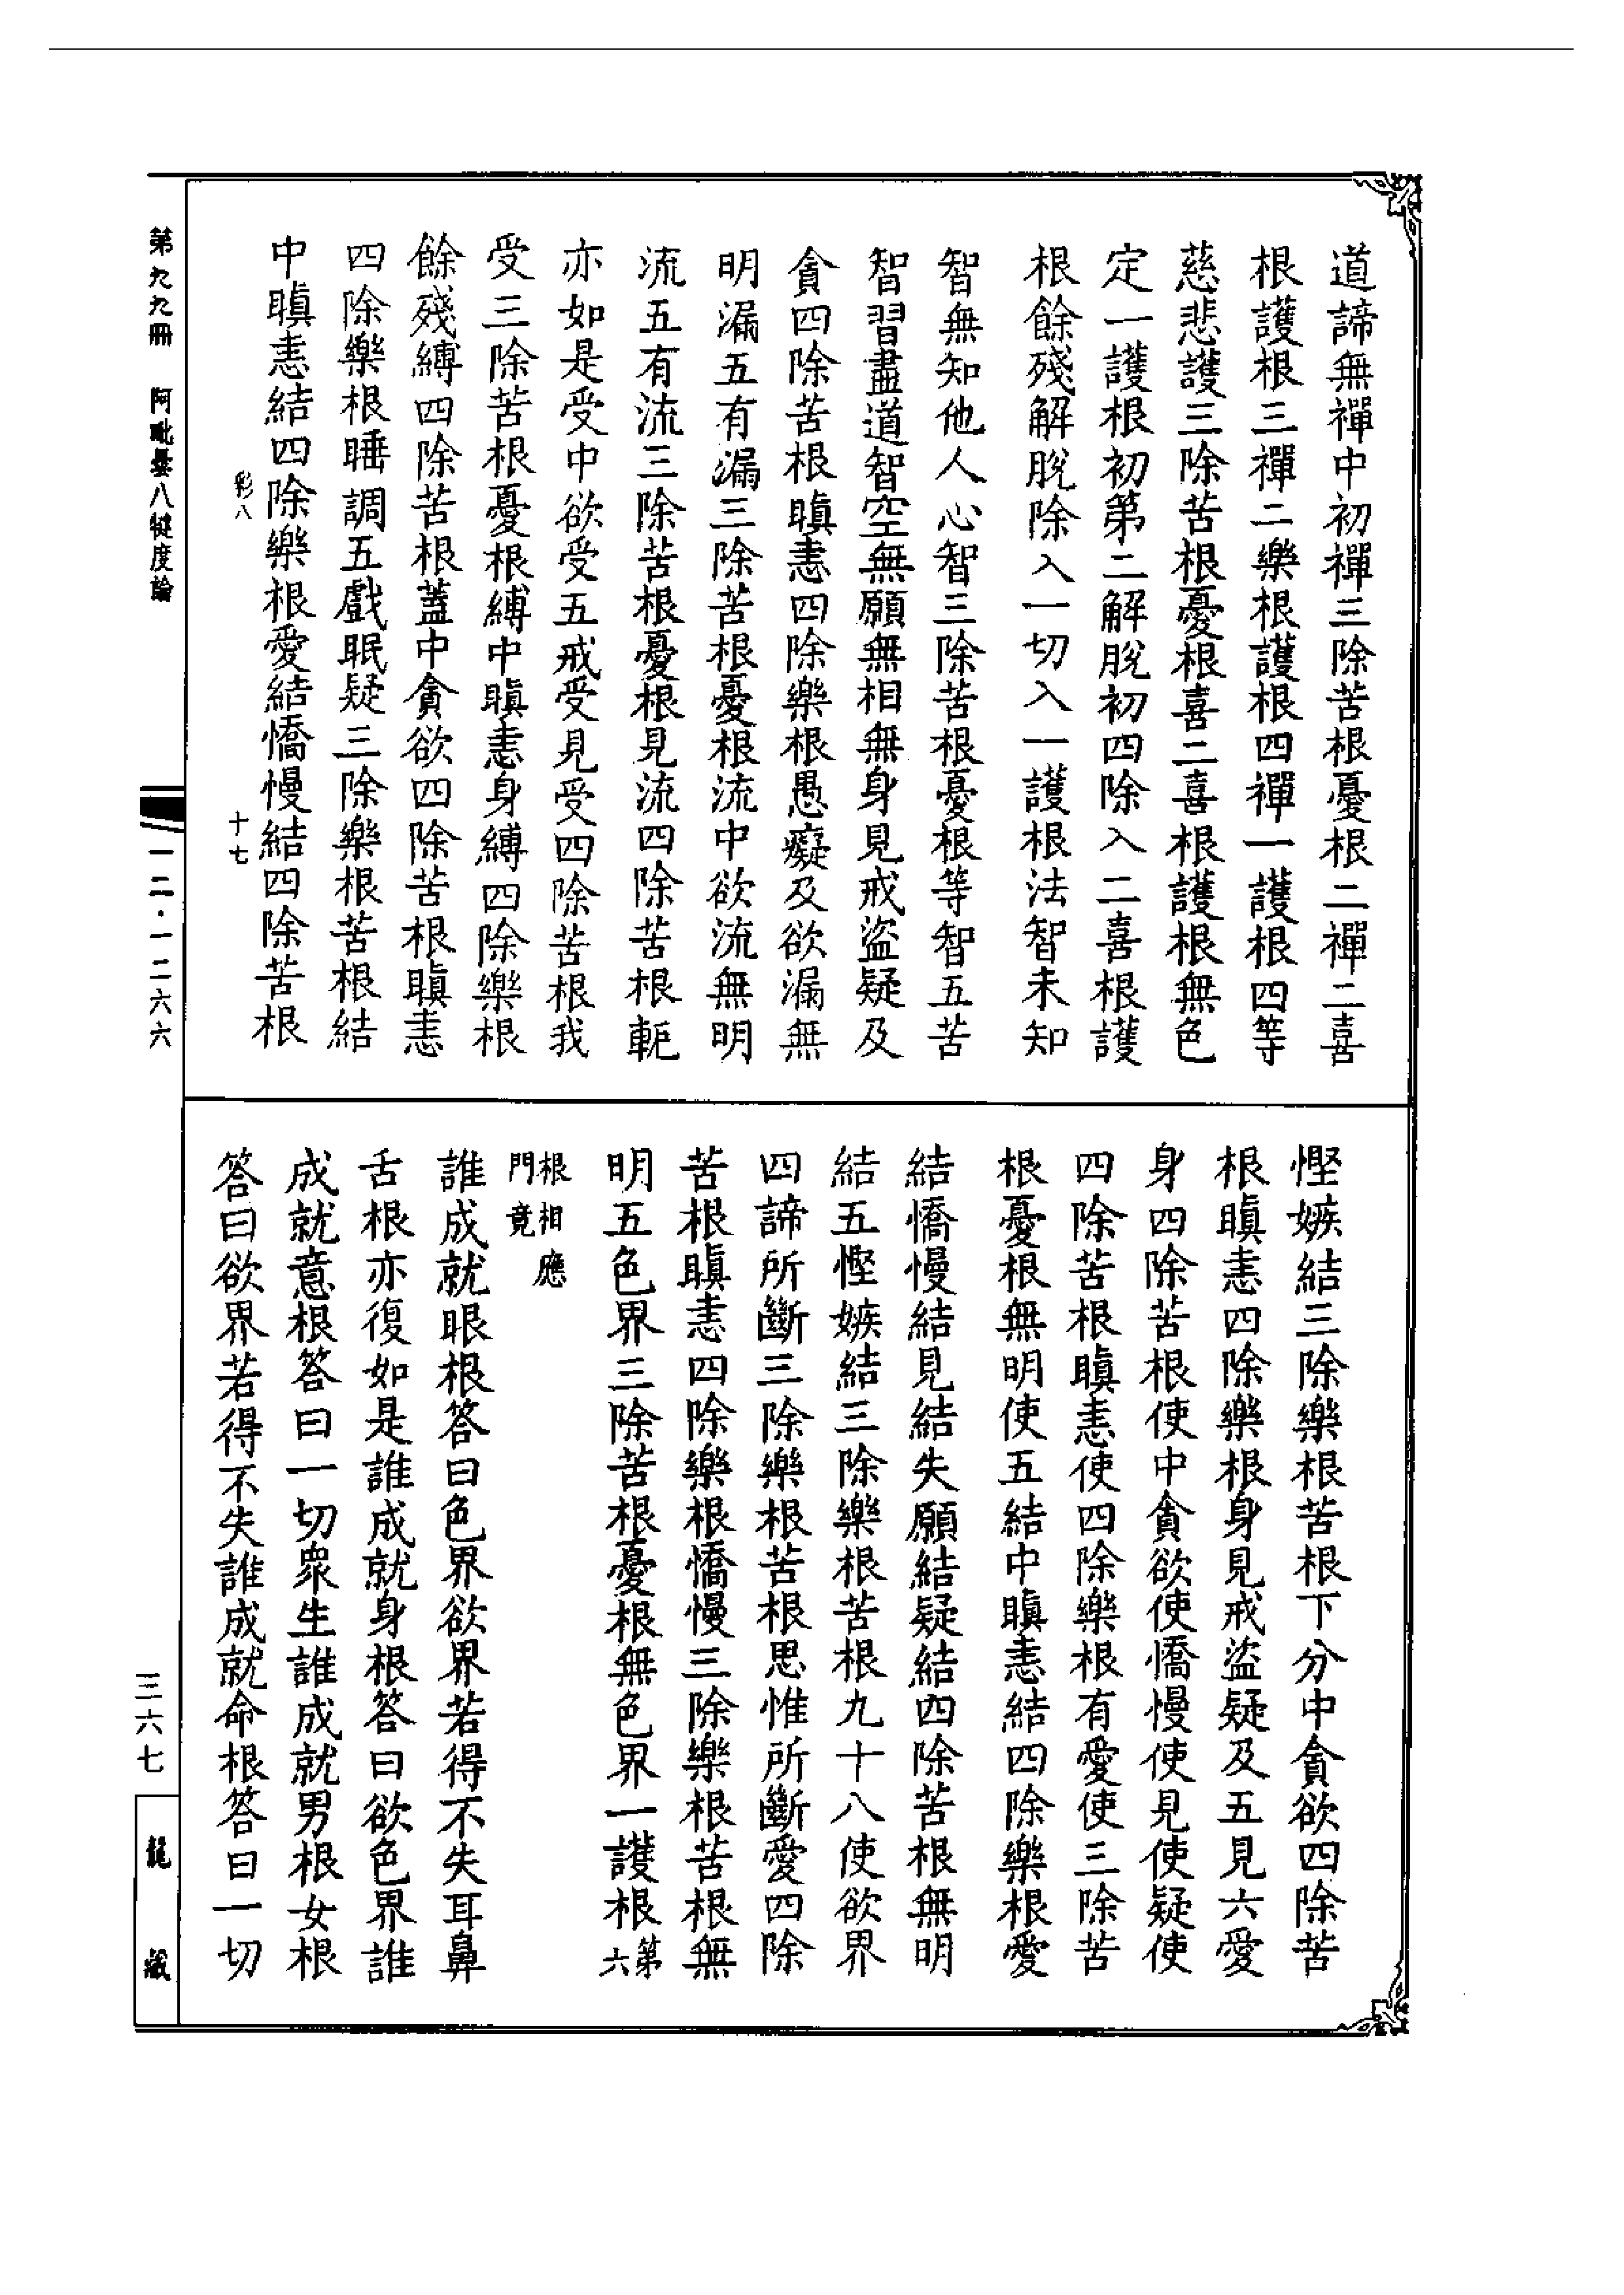 道諦無禪中初禪三除苦根憂根二禪二喜
根護根三禪二樂根護根四禪一護根四等
慈悲護三除苦根憂根喜二喜根護根無色
定一護根初第二解脫初四除入二喜根護
根餘殘解脫除入一切入一護根法智未知
智無知他人心智三除苦根憂根等智五苦
智習盡道智空無願無相無身見戒盜疑及
貪四除苦根瞋恚四除樂根愚癡及欲漏無
明漏五有漏三除苦根憂根流中欲流無明
流五有流三除苦根憂根見流四除苦根軛
亦如是受中欲受五戒受見受四除苦根我
受三除苦根憂根縛中瞋恚身縛四除樂根
餘殘縛四除苦根蓋中貪欲四除苦根瞋恚
四除樂根睡調五戲眠疑三除樂根苦根結
中瞋恚結四除樂根愛結憍慢結四除苦根
彩八 十七
慳嫉結三除樂根苦根下分中貪欲四除苦
根瞋恚四除樂根身見戒盜疑及五見六愛
身四除苦根使中貪欲使憍慢使見使疑使
四除苦根瞋恚使四除樂根有愛使三除苦
根憂根無明使五結中瞋恚結四除樂根愛
結憍慢結見結失願結疑結四除苦根無明
結五慳嫉結三除樂根苦根九十八使欲界
四諦所斷三除樂根苦根思惟所斷愛四除
苦根瞋恚四除樂根憍慢三除樂根苦根無
明五色界三除苦根憂根無色界一護根第六
根相應門竟
誰成就眼根答曰色界欲界若得不失耳鼻
舌根亦復如是誰成就身根答曰欲色界誰
成就意根答曰一切眾生誰成就男根女根
答曰欲界若得不失誰成就命根答曰一切
第九九冊 阿毗曇八犍度論
一二·一二六六
三六七
龍藏